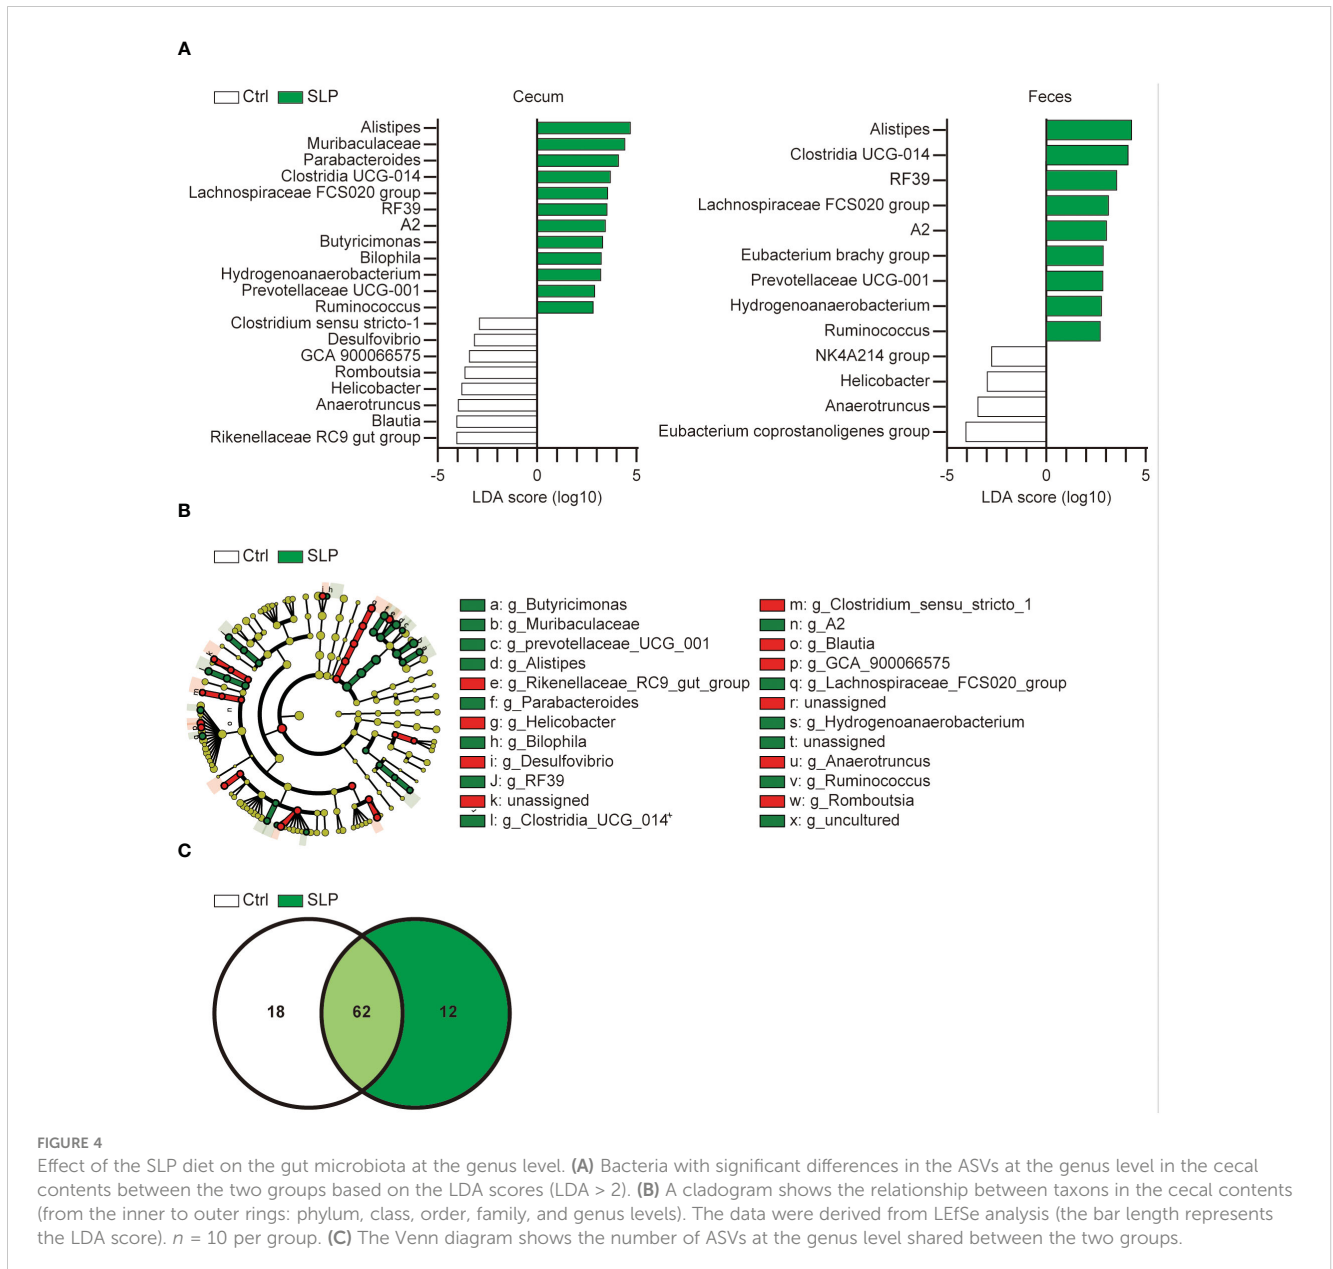 A
Ctrl SLP
Cecum
Alistipes
Muribaculaceae
Parabacteroides
Clostridia UCG-014
Lachnospiraceae FCS020 group
RF39
A2
Butyricimonas
Bilophila
Hydrogenoanaerobacterium
Prevotellaceae UCG-001
Ruminococcus
Clostridium sensu stricto-1
Desulfovibrio
GCA 900066575
Romboutsia
Helicobacter
Anaerotruncus
Blautia
Rikenellaceae RC9 gut group
-5 0 5
LDA score (log10)
Feces
Alistipes
Clostridia UCG-014
RF39
Lachnospiraceae FCS020 group
A2
Eubacterium brachy group
Prevotellaceae UCG-001
Hydrogenoanaerobacterium
Ruminococcus
NK4A214 group
Helicobacter
Anaerotruncus
Eubacterium coprostanoligenes group
-5 0 5
LDA score (log10)
B
Ctrl SLP
a: g_Butyricimonas
b: g_Muribaculaceae
c: g_prevotellaceae_UCG_001
d: g_Alistipes
e: g_Rikenellaceae_RC9_gut_group
f: g_Parabacteroides
g: g_Helicobacter
h: g_Bilophila
i: g_Desulfovibrio
J: g_RF39
k: unassigned
l: g_Clostridia_UCG_014+
m: g_Clostridium_sensu_stricto_1
n: g_A2
o: g_Blautia
p: g_GCA_900066575
q: g_Lachnospiraceae_FCS020_group
r: unassigned
s: g_Hydrogenoanaerobacterium
t: unassigned
u: g_Anaerotruncus
v: g_Ruminococcus
w: g_Romboutsia
x: g_uncultured
C
Ctrl SLP
18 62 12
FIGURE 4
Effect of the SLP diet on the gut microbiota at the genus level. (A) Bacteria with significant differences in the ASVs at the genus level in the cecal
contents between the two groups based on the LDA scores (LDA > 2). (B) A cladogram shows the relationship between taxons in the cecal contents
(from the inner to outer rings: phylum, class, order, family, and genus levels). The data were derived from LEfSe analysis (the bar length represents
the LDA score). n = 10 per group. (C) The Venn diagram shows the number of ASVs at the genus level shared between the two groups.